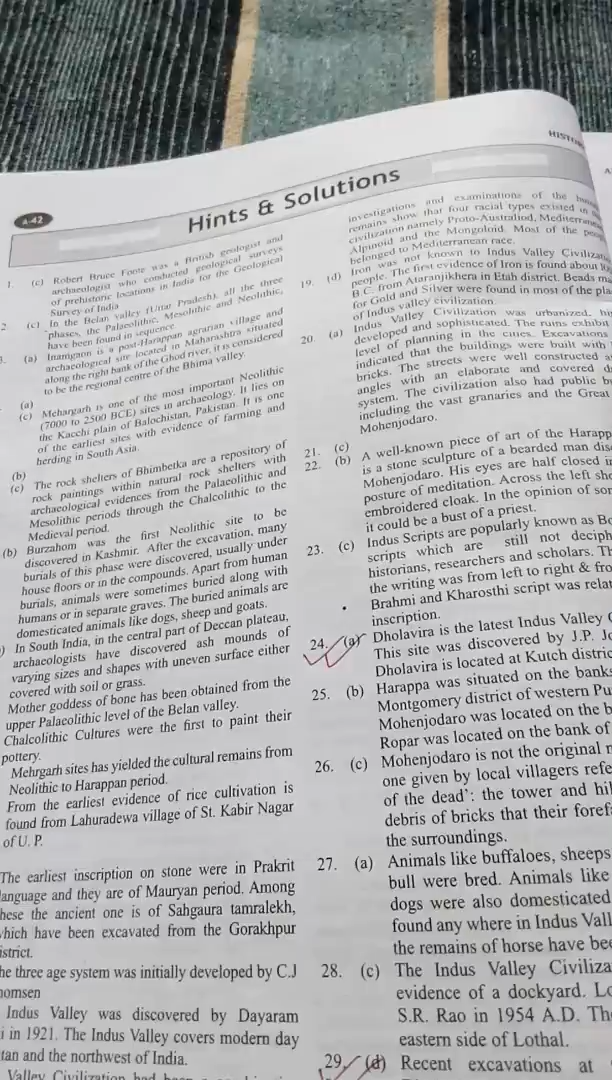 HISTO
A-42
Hints & Solutions
1. (c) Robert Bruce Foote was a British geologist and
archaeologist who conducted geological surveys
of prehistoric locations in India for the Geological
Survey of India
2. (c) In the Belan valley (Uttar Pradesh), all the three
phases, the Palaeolithic, Mesolithic and Neolithic,
have been found in sequence
3. (a) Inamgaon is a post-Harappan agrarian village and
archaeological site located in Maharashtra situated
along the right bank of the Ghod river, it is considered
to be the regional centre of the Bhima valley.
(a)
(c) Mehargarh is one of the most important Neolithic
(7000 to 2500 BCE) sites in archaeology. It lies on
the Kacchi plain of Balochistan, Pakistan. It is one
of the earliest sites with evidence of farming and
herding in South Asia.
(b)
(c) The rock shelters of Bhimbetka are a repository of
rock paintings within natural rock shelters with
archaeological evidences from the Palaeolithic and
Mesolithic periods through the Chalcolithic to the
Medieval period.
(b) Burzahom was the first Neolithic site to be
discovered in Kashmir. After the excavation, many
burials of this phase were discovered, usually under
house floors or in the compounds. Apart from human
burials, animals were sometimes buried along with
humans or in separate graves. The buried animals are
domesticated animals like dogs, sheep and goats.
) In South India, in the central part of Deccan plateau,
archaeologists have discovered ash mounds of
varying sizes and shapes with uneven surface either
covered with soil or grass.
Mother goddess of bone has been obtained from the
upper Palaeolithic level of the Belan valley.
Chalcolithic Cultures were the first to paint their
pottery.
Mehrgarh sites has yielded the cultural remains from
Neolithic to Harappan period.
From the earliest evidence of rice cultivation is
found from Lahuradewa village of St. Kabir Nagar
of U. P.
The earliest inscription on stone were in Prakrit
language and they are of Mauryan period. Among
hese the ancient one is of Sahgaura tamralekh,
which have been excavated from the Gorakhpur
istrict.
he three age system was initially developed by C.J
homsen
Indus Valley was discovered by Dayaram
i in 1921. The Indus Valley covers modern day
tan and the northwest of India.
Valley Civilization had
investigations and examinations of the
remains show that four racial types existed in
civilization namely Proto-Australiod, Mediterranea
Alpinoid and the Mongoloid. Most of the
belonged to Mediterranean race.
19. (d) Iron was not known to Indus Valley Civilizati
people. The first evidence of Iron is found about
B.C. from Ataranjikhera in Etah district. Beads ma
for Gold and Silver were found in most of the pla
of Indus valley eivilization.
20. (a) Indus Valley Civilization was urbanized,
developed and sophisticated. The ruins exhibi
level of planning in the cities. Excavations
indicated that the buildings were built with
bricks. The streets were well constructed a
angles with an elaborate and covered d
system. The civilization also had public b
including the vast granaries and the Great
Mohenjodaro.
21. (c)
22. (b) A well-known piece of art of the Harapp
is a stone sculpture of a bearded man dis
Mohenjodaro. His eyes are half closed i
posture of meditation. Across the left sho
embroidered cloak. In the opinion of som
it could be a bust of a priest.
23. (c) Indus Scripts are popularly known as Bo
scripts which are still not deciph
historians, researchers and scholars. Th
the writing was from left to right & fro
Brahmi and Kharosthi script was relat
inscription.
24. (a) Dholavira is the latest Indus Valley C
This site was discovered by J.P. Jo
Dholavira is located at Kutch distric
25. (b) Harappa was situated on the banks
Montgomery district of western Pu
Mohenjodaro was located on the b
Ropar was located on the bank of
26. (c) Mohenjodaro is not the original n
one given by local villagers refe
of the dead': the tower and hil
debris of bricks that their foref
the surroundings.
27. (a) Animals like buffaloes, sheeps
bull were bred. Animals like
dogs were also domesticated
found any where in Indus Vall
the remains of horse have bee
28. (c) The Indus Valley Civiliza
evidence of a dockyard. Lo
S.R. Rao in 1954 A.D. Th
eastern side of Lothal.
29. (d) Recent excavations at